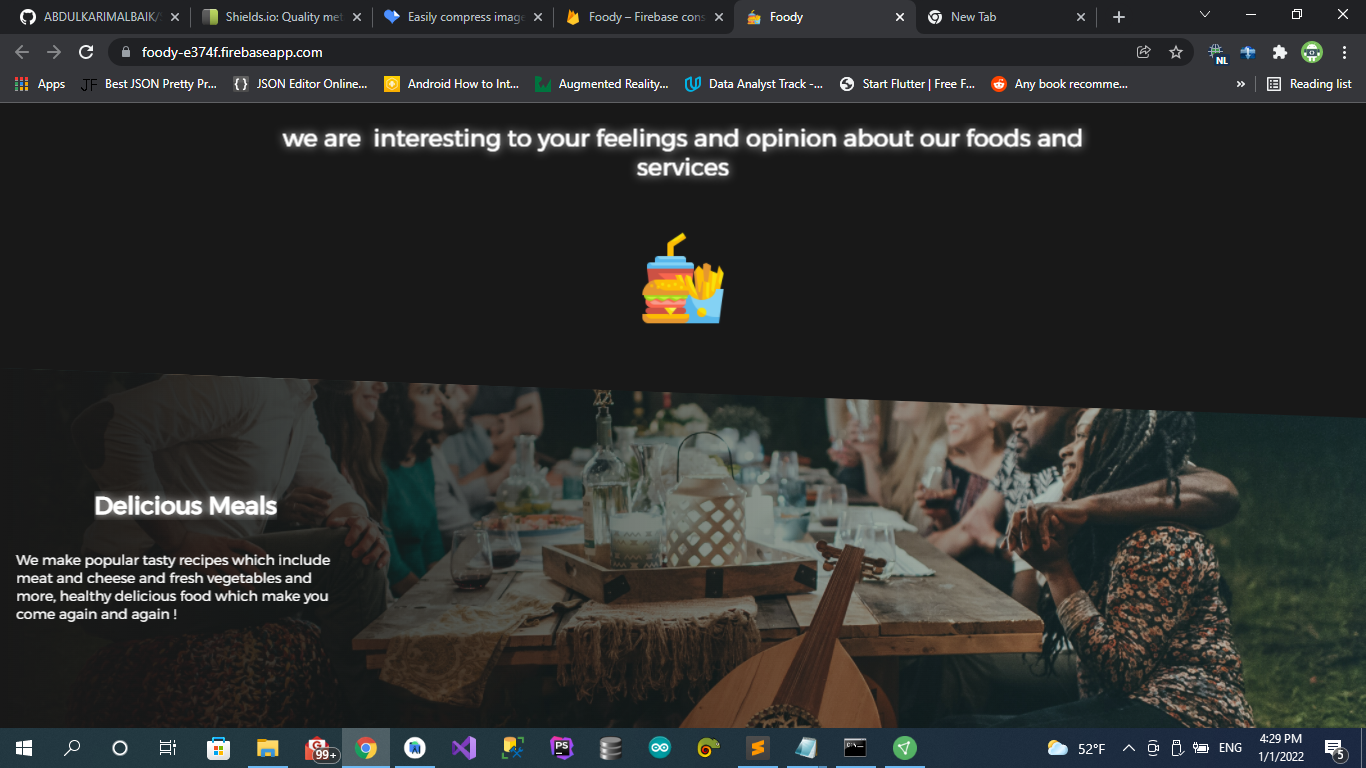 ABDULKARIMALBAIK/
Shields.io: Quality met
Easily compress image
Foody – Firebase cons
Foody
New Tab
foody-e374f.firebaseapp.com
NL
Apps
JF Best JSON Pretty Pr...
JSON Editor Online...
Android How to Int...
Augmented Reality...
Data Analyst Track -...
Start Flutter | Free F...
Any book recomme...
»
Reading list
we are interesting to your feelings and opinion about our foods and
services
Delicious Meals
We make popular tasty recipes which include
meat and cheese and fresh vegetables and
more, healthy delicious food which make you
come again and again !
99+
PS
52°F
ENG
4:29 PM
1/1/2022
5